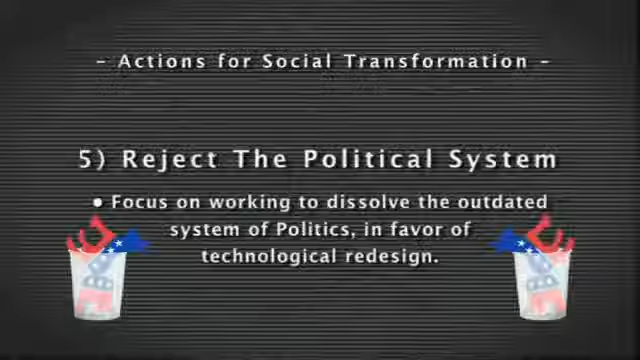 - Actions for Social Transformation -
5) Reject The Political System
• Focus on working to dissolve the outdated
system of Politics, in favor of
technological redesign.